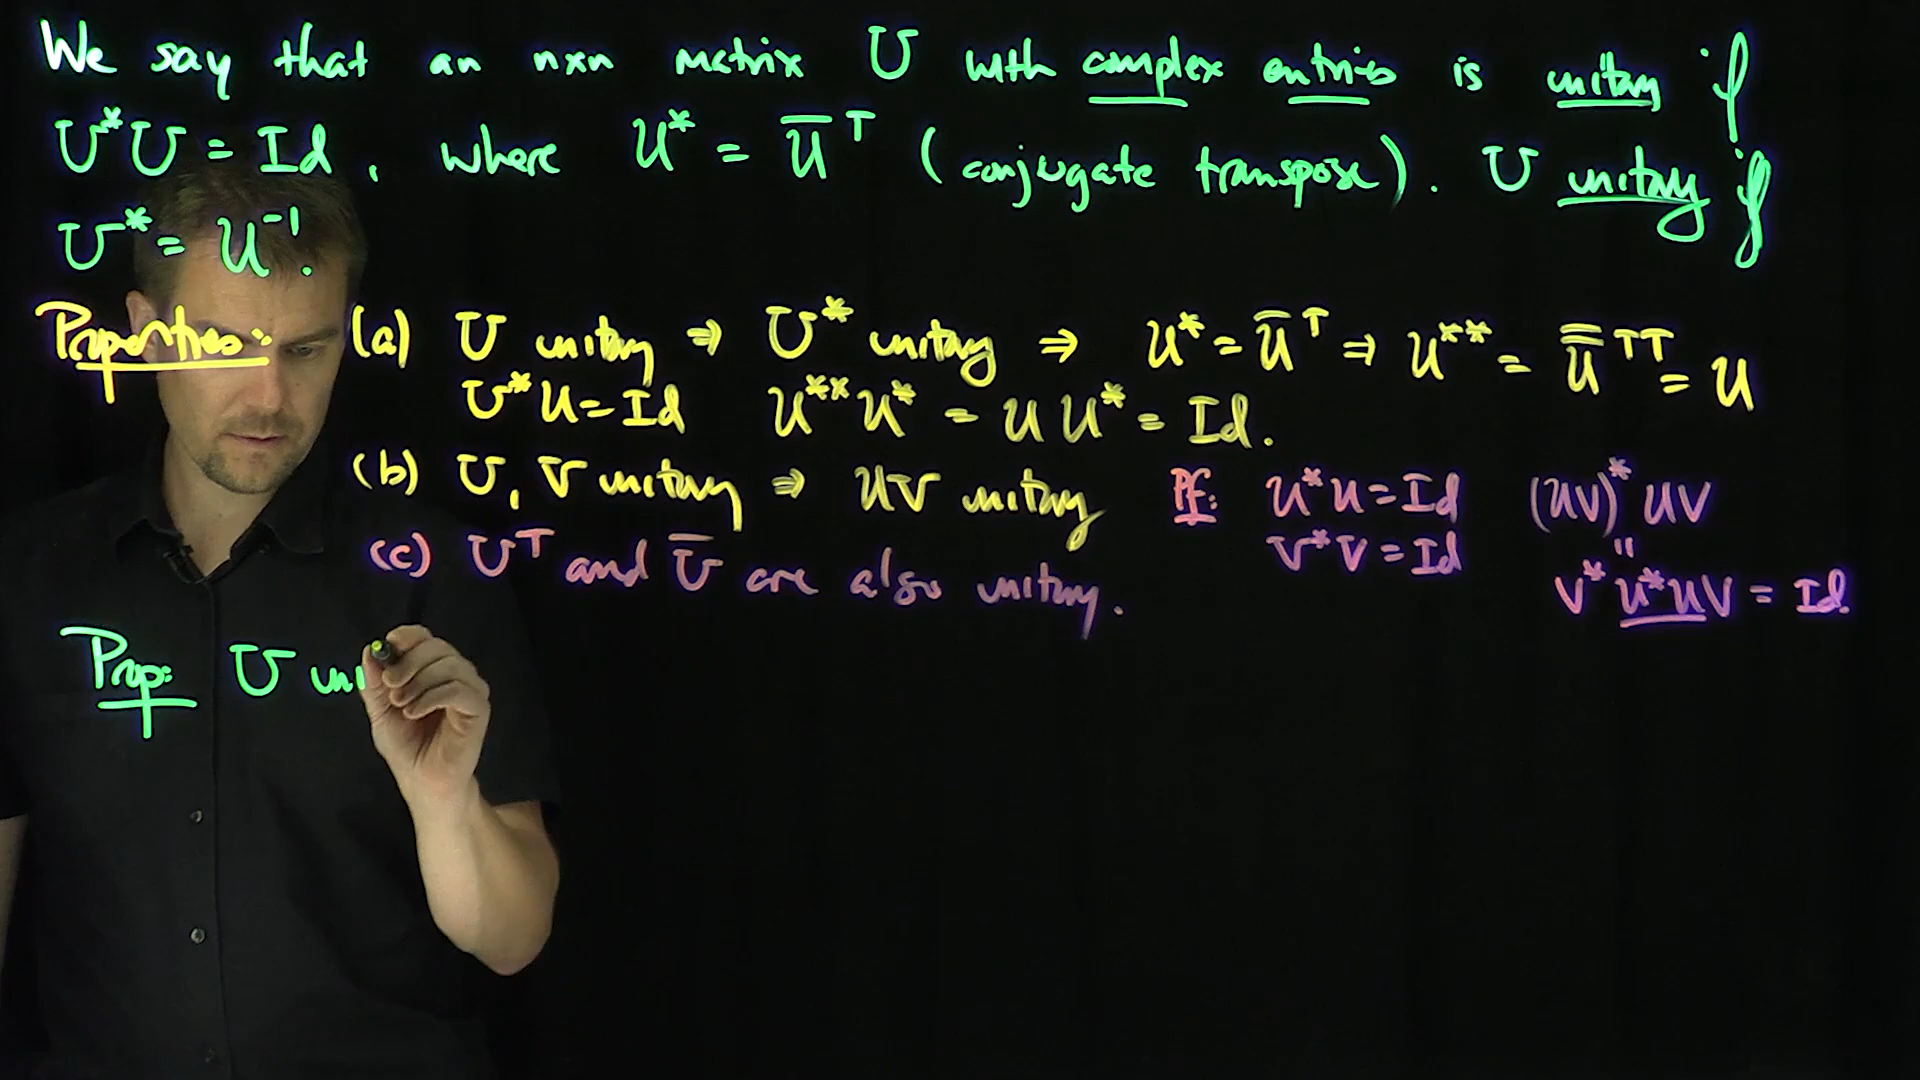 We say that an nxn matrix U with complex entries is unitary if
U*U = Id, where U* = Ū^T (conjugate transpose). U unitary if
U* = U^-1.
Properties: (a) U unitary ⇒ U* unitary ⇒ U* = Ū^T ⇒ U** = U̿^TT = U
U*U = Id U**U* = UU* = Id.
(b) U, V unitary ⇒ UV unitary Pf: U*U = Id (UV)* UV
(c) U^T and Ū are also unitary. V*V = Id "
V*U*UV = Id
Prop: U uni